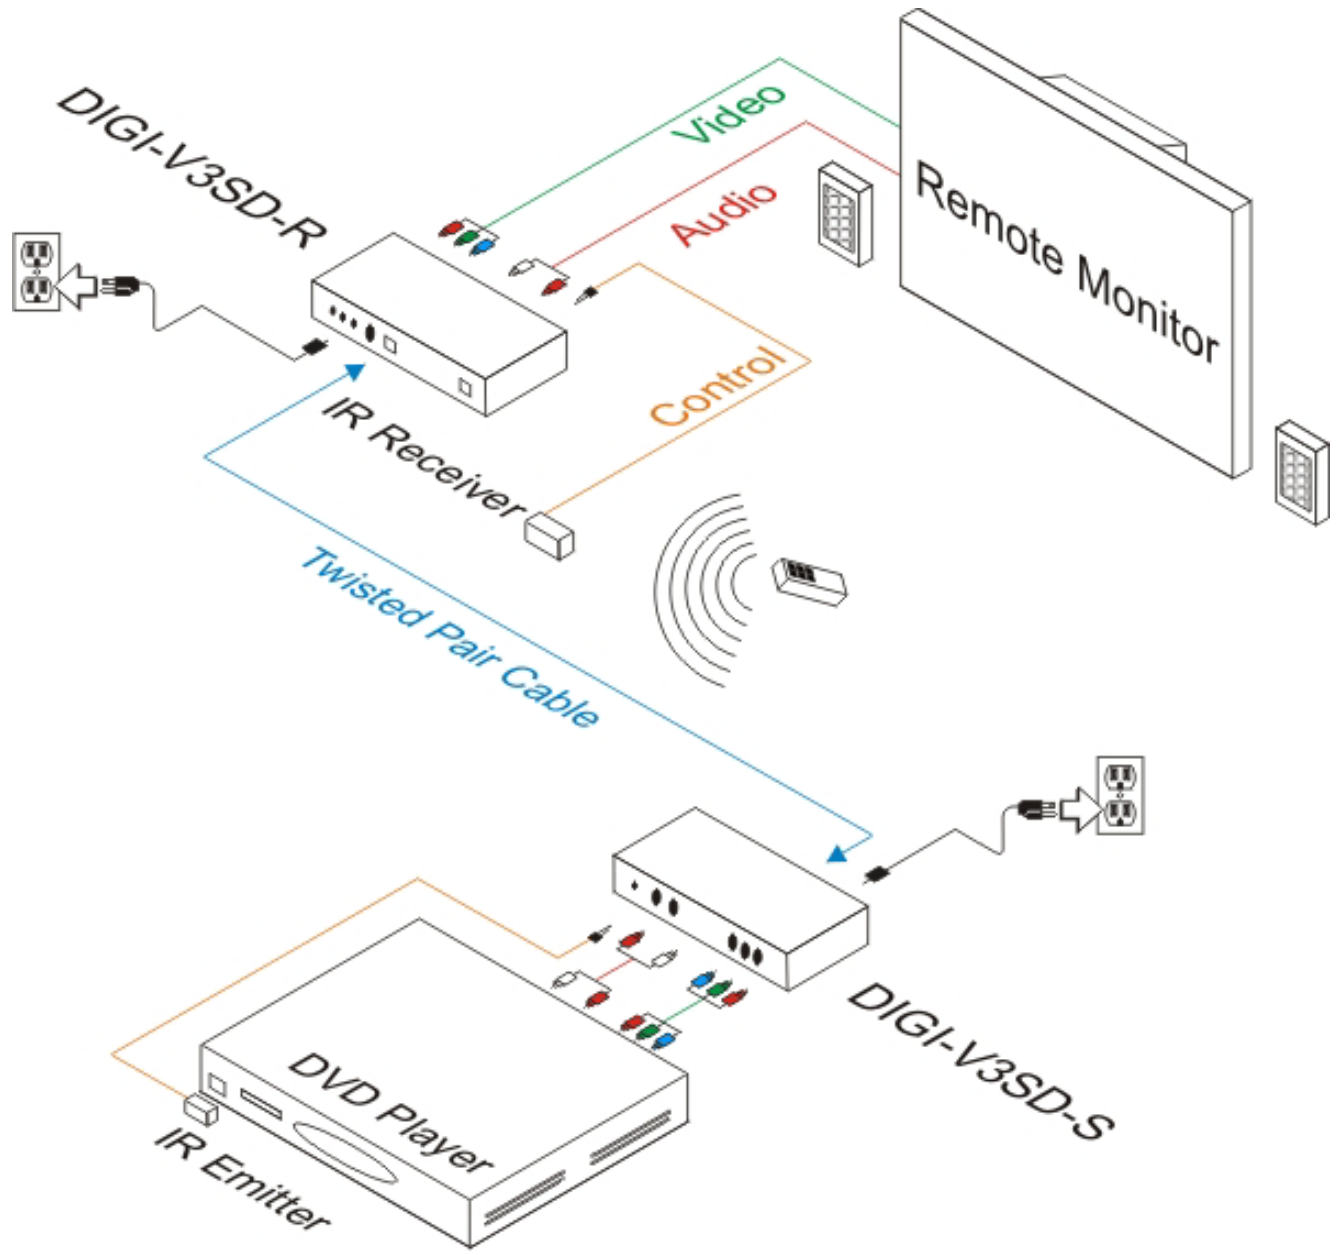 DIGI-V3SD-R
Video
Audio
Remote Monitor
Control
IR Receiver
Twisted Pair Cable
DIGI-V3SD-S
DVD Player
IR Emitter